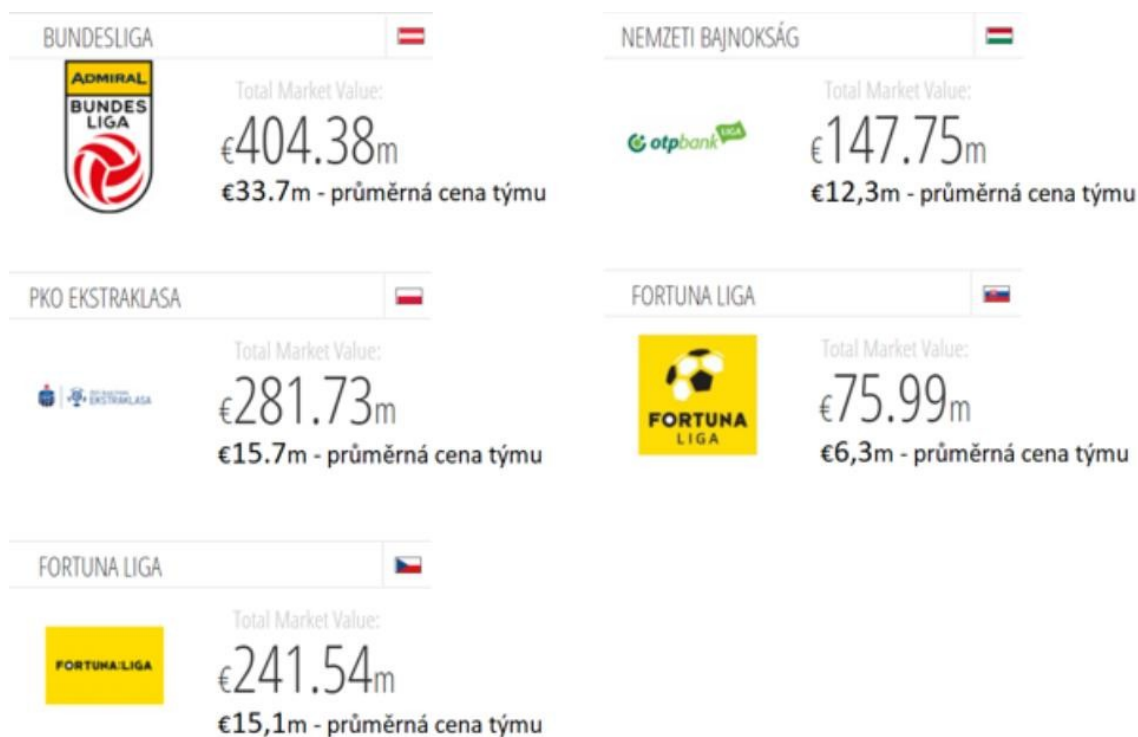 BUNDESLIGA
ADMIRAL
BUNDES
LIGA
Total Market Value:
€404.38m
€33.7m - průměrná cena týmu
NEMZETI BAJNOKSÁG
otpbank LIGA
Total Market Value:
€147.75m
€12,3m - průměrná cena týmu
PKO EKSTRAKLASA
EKSTRAKLASA
Total Market Value:
€281.73m
€15.7m - průměrná cena týmu
FORTUNA LIGA
FORTUNA
LIGA
Total Market Value:
€75.99m
€6,3m - průměrná cena týmu
FORTUNA LIGA
FORTUNA:LIGA
Total Market Value:
€241.54m
€15,1m - průměrná cena týmu